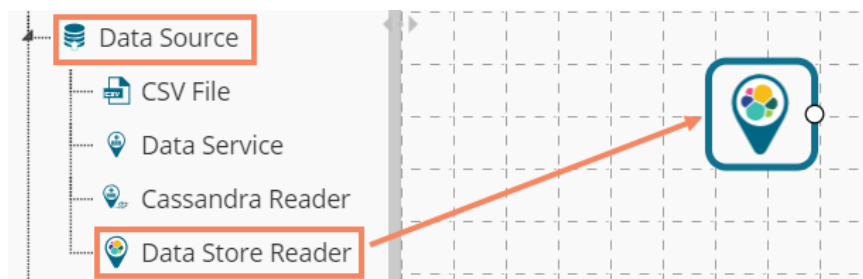 Data Source
CSV File
Data Service
Cassandra Reader
Data Store Reader